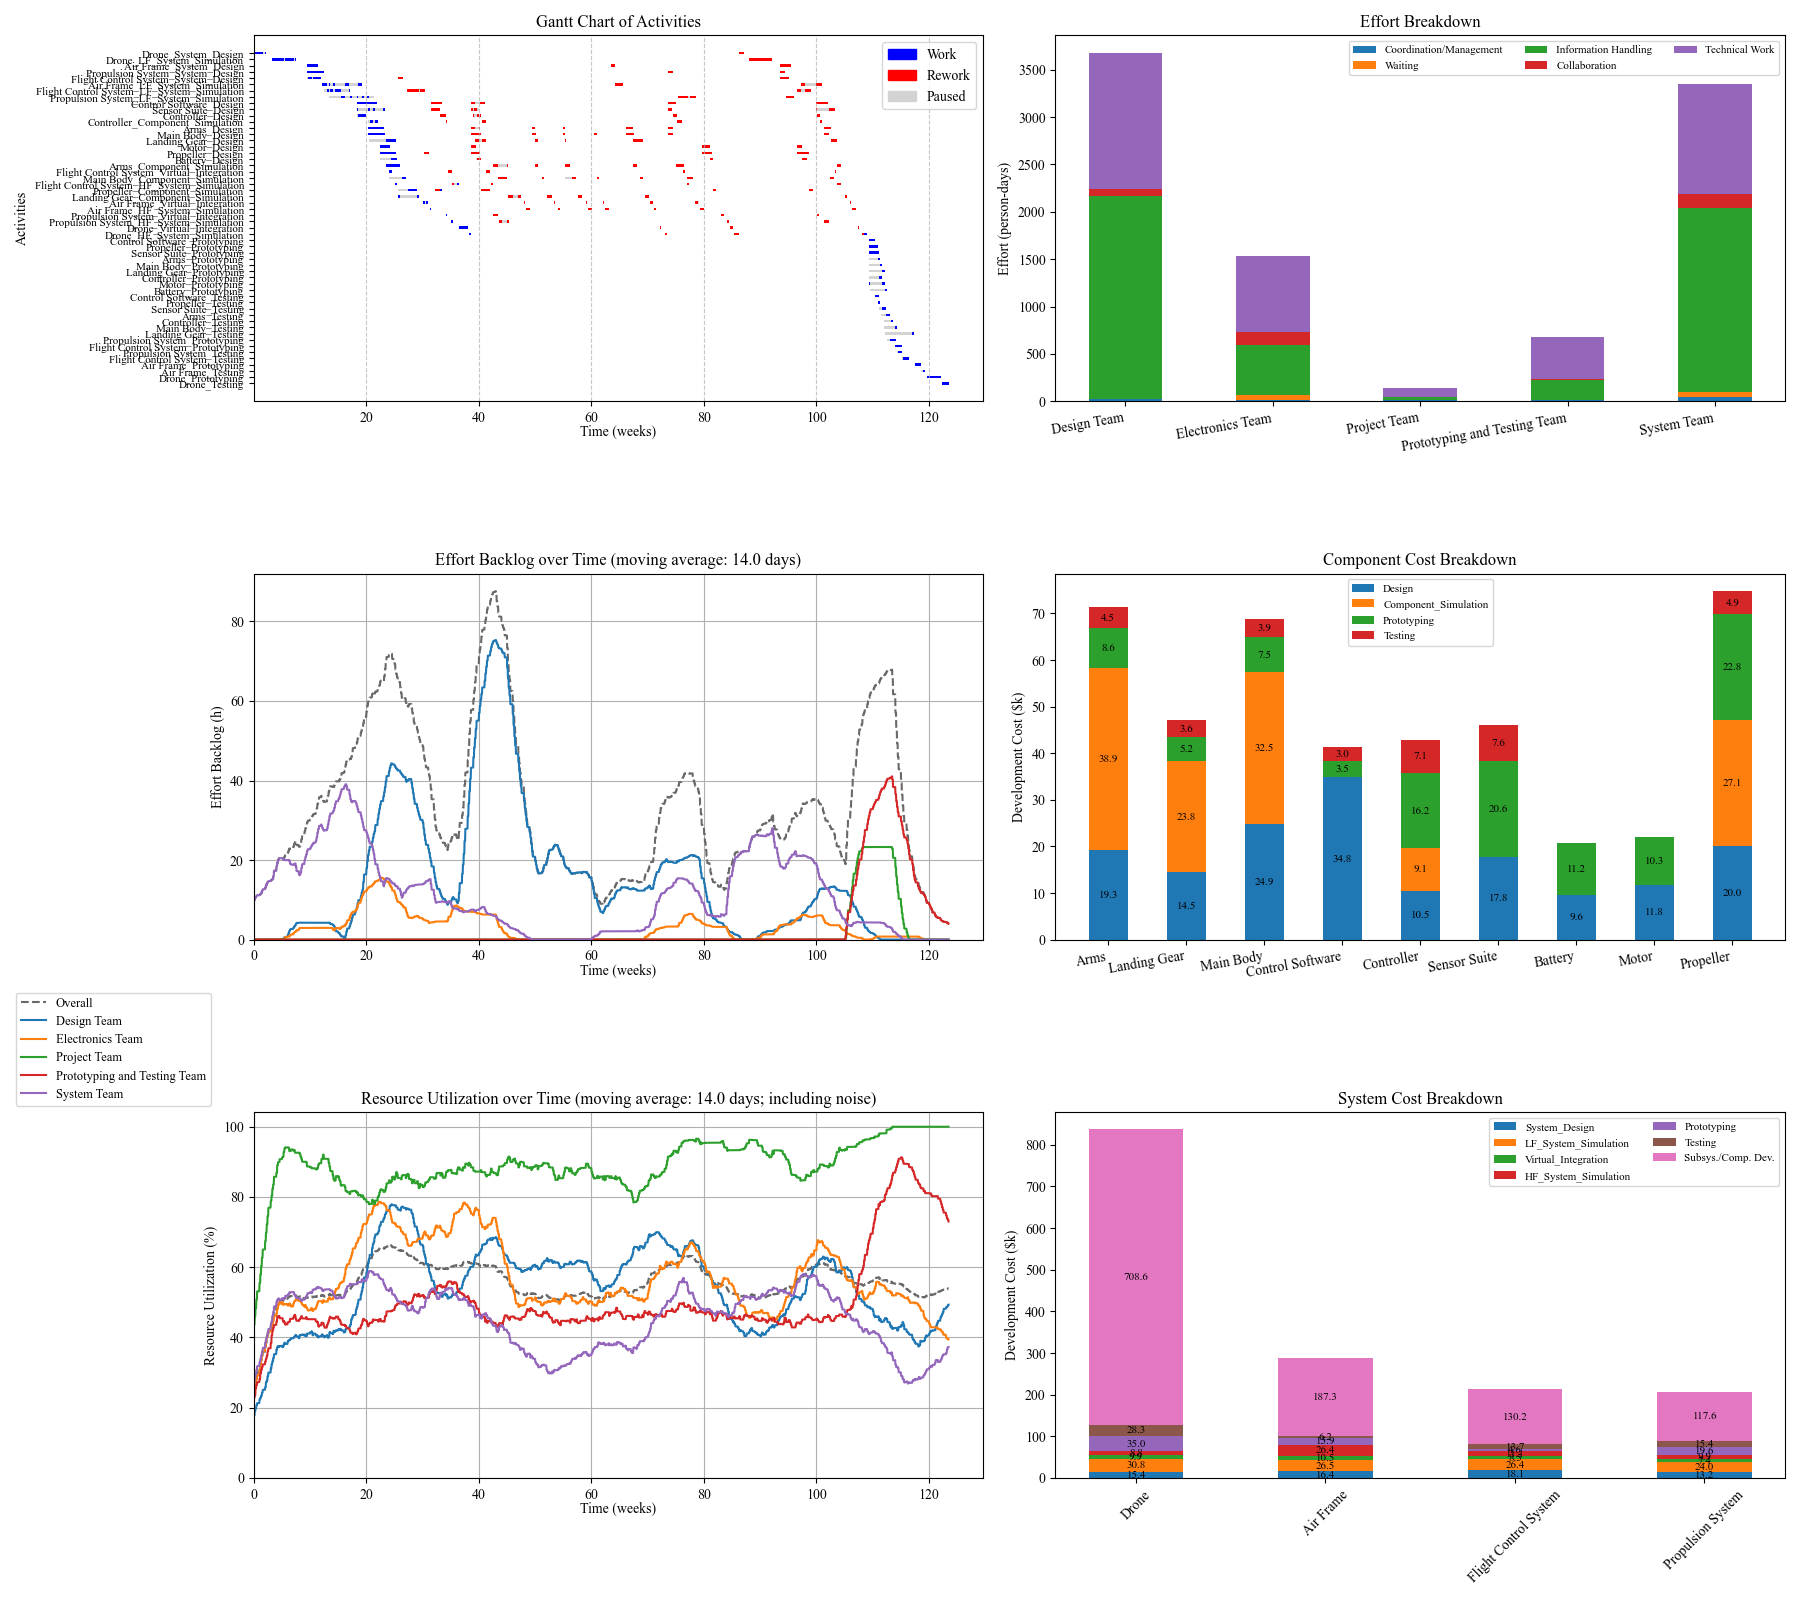 Gantt Chart of Activities
Activities
Drone_System_Design
Drone_LF_System_Simulation
Air Frame_System_Design
Propulsion System_System_Design
Flight Control System_System_Design
Air Frame_LF_System_Simulation
Flight Control System_LF_System_Simulation
Propulsion System_LF_System_Simulation
Control Software_Design
Sensor Suite_Design
Controller_Design
Controller_Component_Simulation
Arms_Design
Main Body_Design
Landing Gear_Design
Motor_Design
Propeller_Design
Battery_Design
Arms_Component_Simulation
Flight Control System_Virtual_Integration
Main Body_Component_Simulation
Flight Control System_HF_System_Simulation
Propeller_Component_Simulation
Landing Gear_Component_Simulation
Air Frame_Virtual_Integration
Air Frame_HF_System_Simulation
Propulsion System_Virtual_Integration
Propulsion System_HF_System_Simulation
Drone_Virtual_Integration
Drone_HF_System_Simulation
Control Software_Prototyping
Propeller_Prototyping
Sensor Suite_Prototyping
Arms_Prototyping
Main Body_Prototyping
Landing Gear_Prototyping
Controller_Prototyping
Motor_Prototyping
Battery_Prototyping
Control Software_Testing
Propeller_Testing
Sensor Suite_Testing
Arms_Testing
Controller_Testing
Main Body_Testing
Landing Gear_Testing
Propulsion System_Prototyping
Flight Control System_Prototyping
Propulsion System_Testing
Flight Control System_Testing
Air Frame_Prototyping
Air Frame_Testing
Drone_Prototyping
Drone_Testing
Work
Rework
Paused
20 40 60 80 100 120
Time (weeks)
Effort Breakdown
Effort (person-days)
3500
3000
2500
2000
1500
1000
500
0
Coordination/Management
Waiting
Information Handling
Collaboration
Technical Work
Design Team
Electronics Team
Project Team
Prototyping and Testing Team
System Team
Effort Backlog over Time (moving average: 14.0 days)
Effort Backlog (h)
80
60
40
20
0
0 20 40 60 80 100 120
Time (weeks)
Component Cost Breakdown
Development Cost ($k)
70
60
50
40
30
20
10
0
Design
Component_Simulation
Prototyping
Testing
4.5
8.6
38.9
19.3
3.6
5.2
23.8
14.5
3.9
7.5
32.5
24.9
3.0
3.5
34.8
7.1
16.2
9.1
10.5
7.6
20.6
17.8
11.2
9.6
10.3
11.8
4.9
22.8
27.1
20.0
Arms
Landing Gear
Main Body
Control Software
Controller
Sensor Suite
Battery
Motor
Propeller
Overall
Design Team
Electronics Team
Project Team
Prototyping and Testing Team
System Team
Resource Utilization over Time (moving average: 14.0 days; including noise)
Resource Utilization (%)
100
80
60
40
20
0
0 20 40 60 80 100 120
Time (weeks)
System Cost Breakdown
Development Cost ($k)
800
700
600
500
400
300
200
100
0
System_Design
LF_System_Simulation
Virtual_Integration
HF_System_Simulation
Prototyping
Testing
Subsys./Comp. Dev.
708.6
28.3
35.0
30.8
15.4
187.3
26.4
10.5
26.5
16.4
130.2
26.4
18.1
117.6
15.4
19.6
24.0
13.2
Drone
Air Frame
Flight Control System
Propulsion System